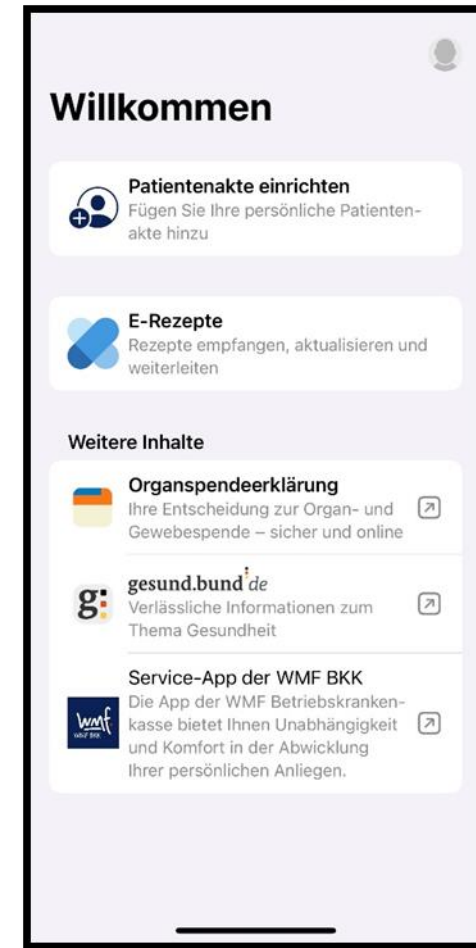 Willkommen
Patientenakte einrichten
Fügen Sie Ihre persönliche Patienten-
akte hinzu
E-Rezepte
Rezepte empfangen, aktualisieren und
weiterleiten
Weitere Inhalte
Organspendeerklärung
Ihre Entscheidung zur Organ- und
Gewebespende – sicher und online
g:
gesund.bund.de
Verlässliche Informationen zum
Thema Gesundheit
Service-App der WMF BKK
wmf
WMF BKK
Die App der WMF Betriebskranken-
kasse bietet Ihnen Unabhängigkeit
und Komfort in der Abwicklung
Ihrer persönlichen Anliegen.